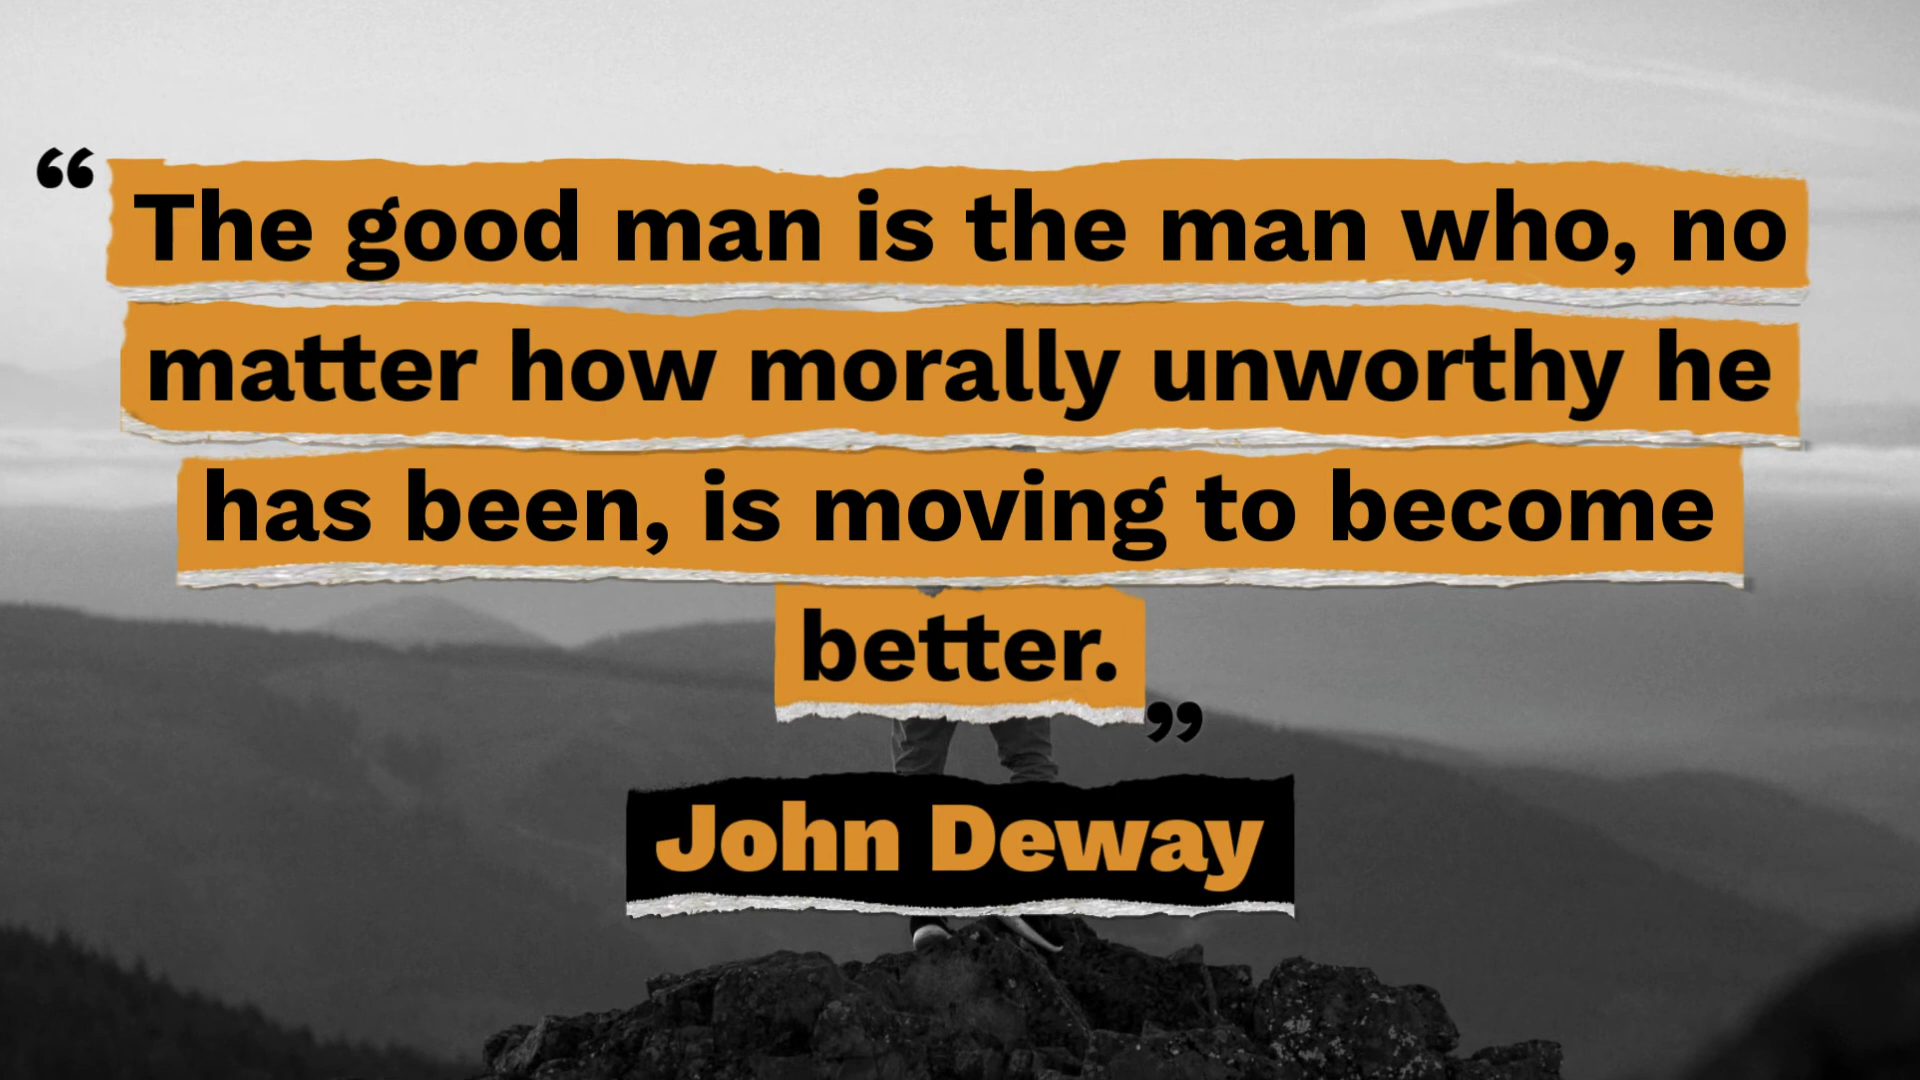 “The good man is the man who, no
matter how morally unworthy he
has been, is moving to become
better.”
John Deway